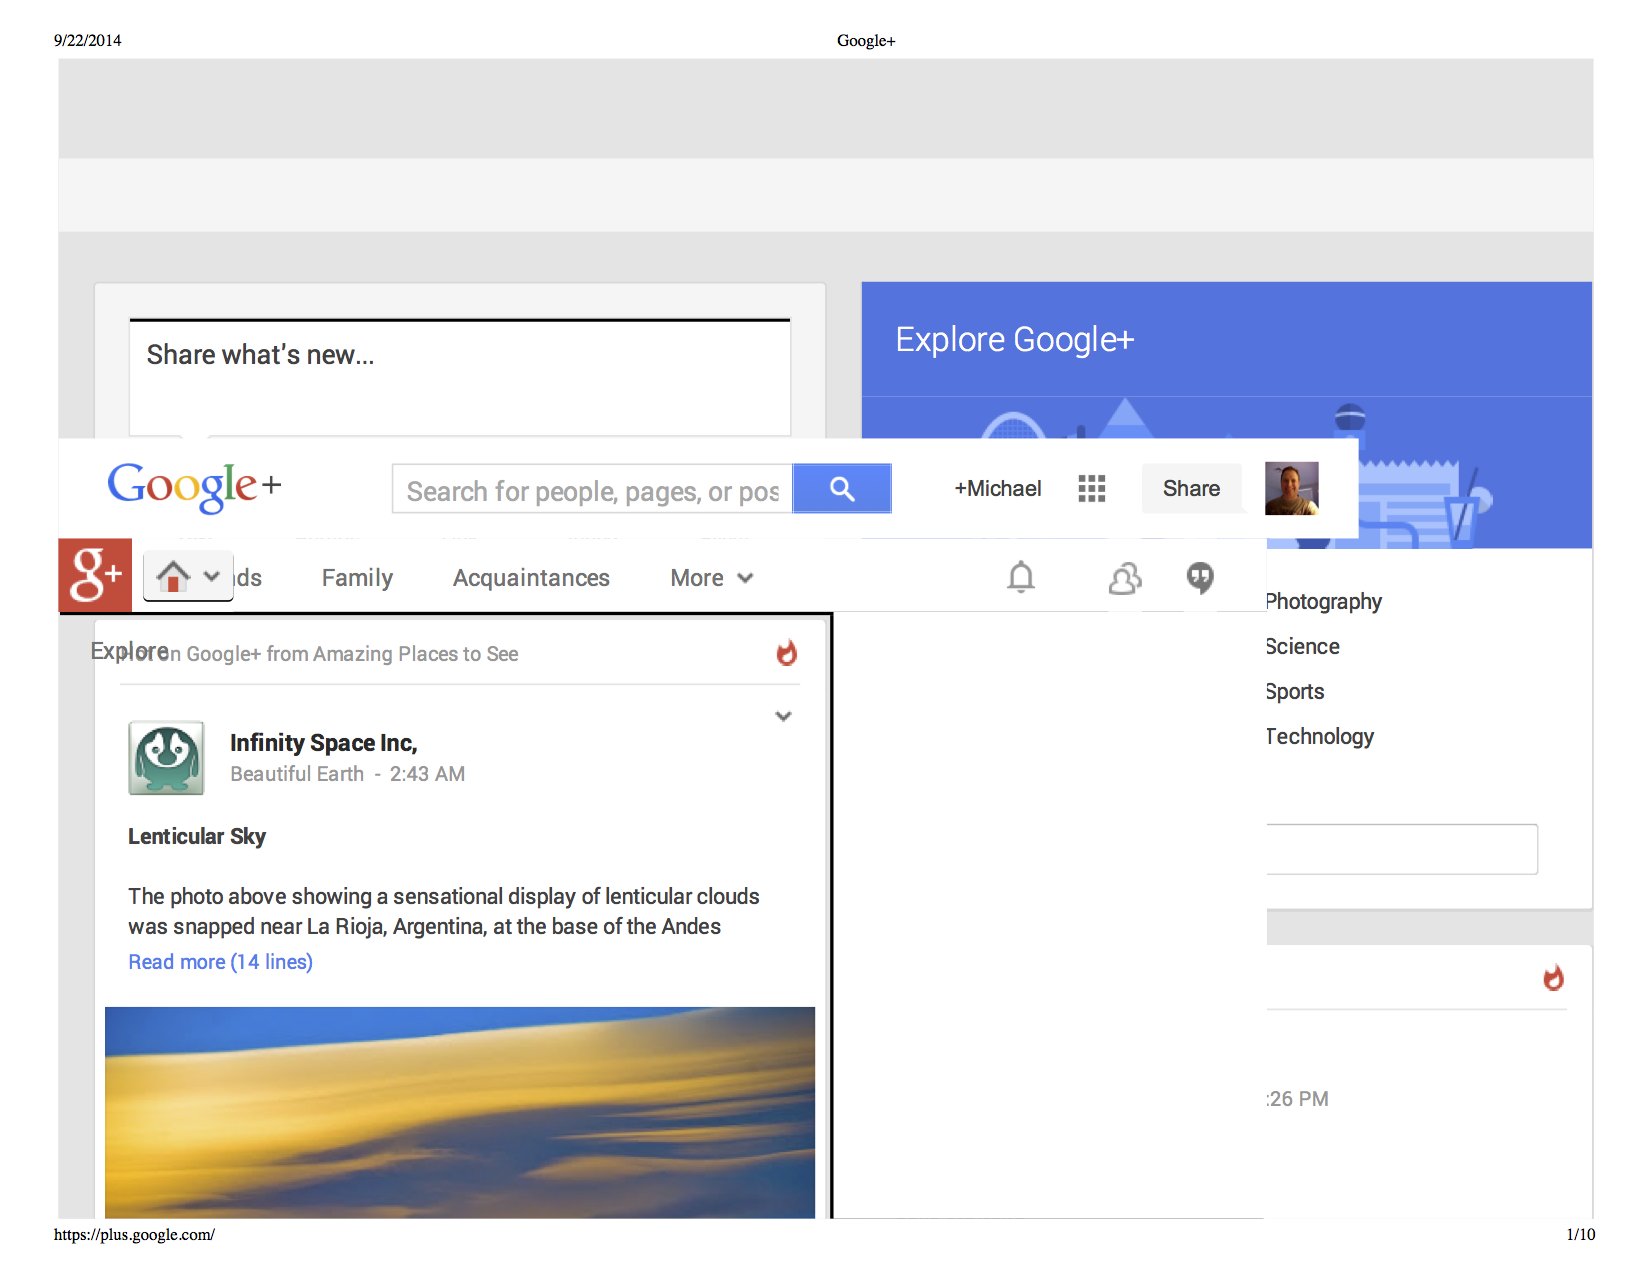 9/22/2014
Google+
Share what's new...
Explore Google+
Google+
Search for people, pages, or pos
+Michael
Share
g+
ds
Family
Acquaintances
More
Photography
Science
Sports
Technology
Explore
Hot on Google+ from Amazing Places to See
Infinity Space Inc,
Beautiful Earth - 2:43 AM
Lenticular Sky
The photo above showing a sensational display of lenticular clouds
was snapped near La Rioja, Argentina, at the base of the Andes
Read more (14 lines)
:26 PM
https://plus.google.com/
1/10